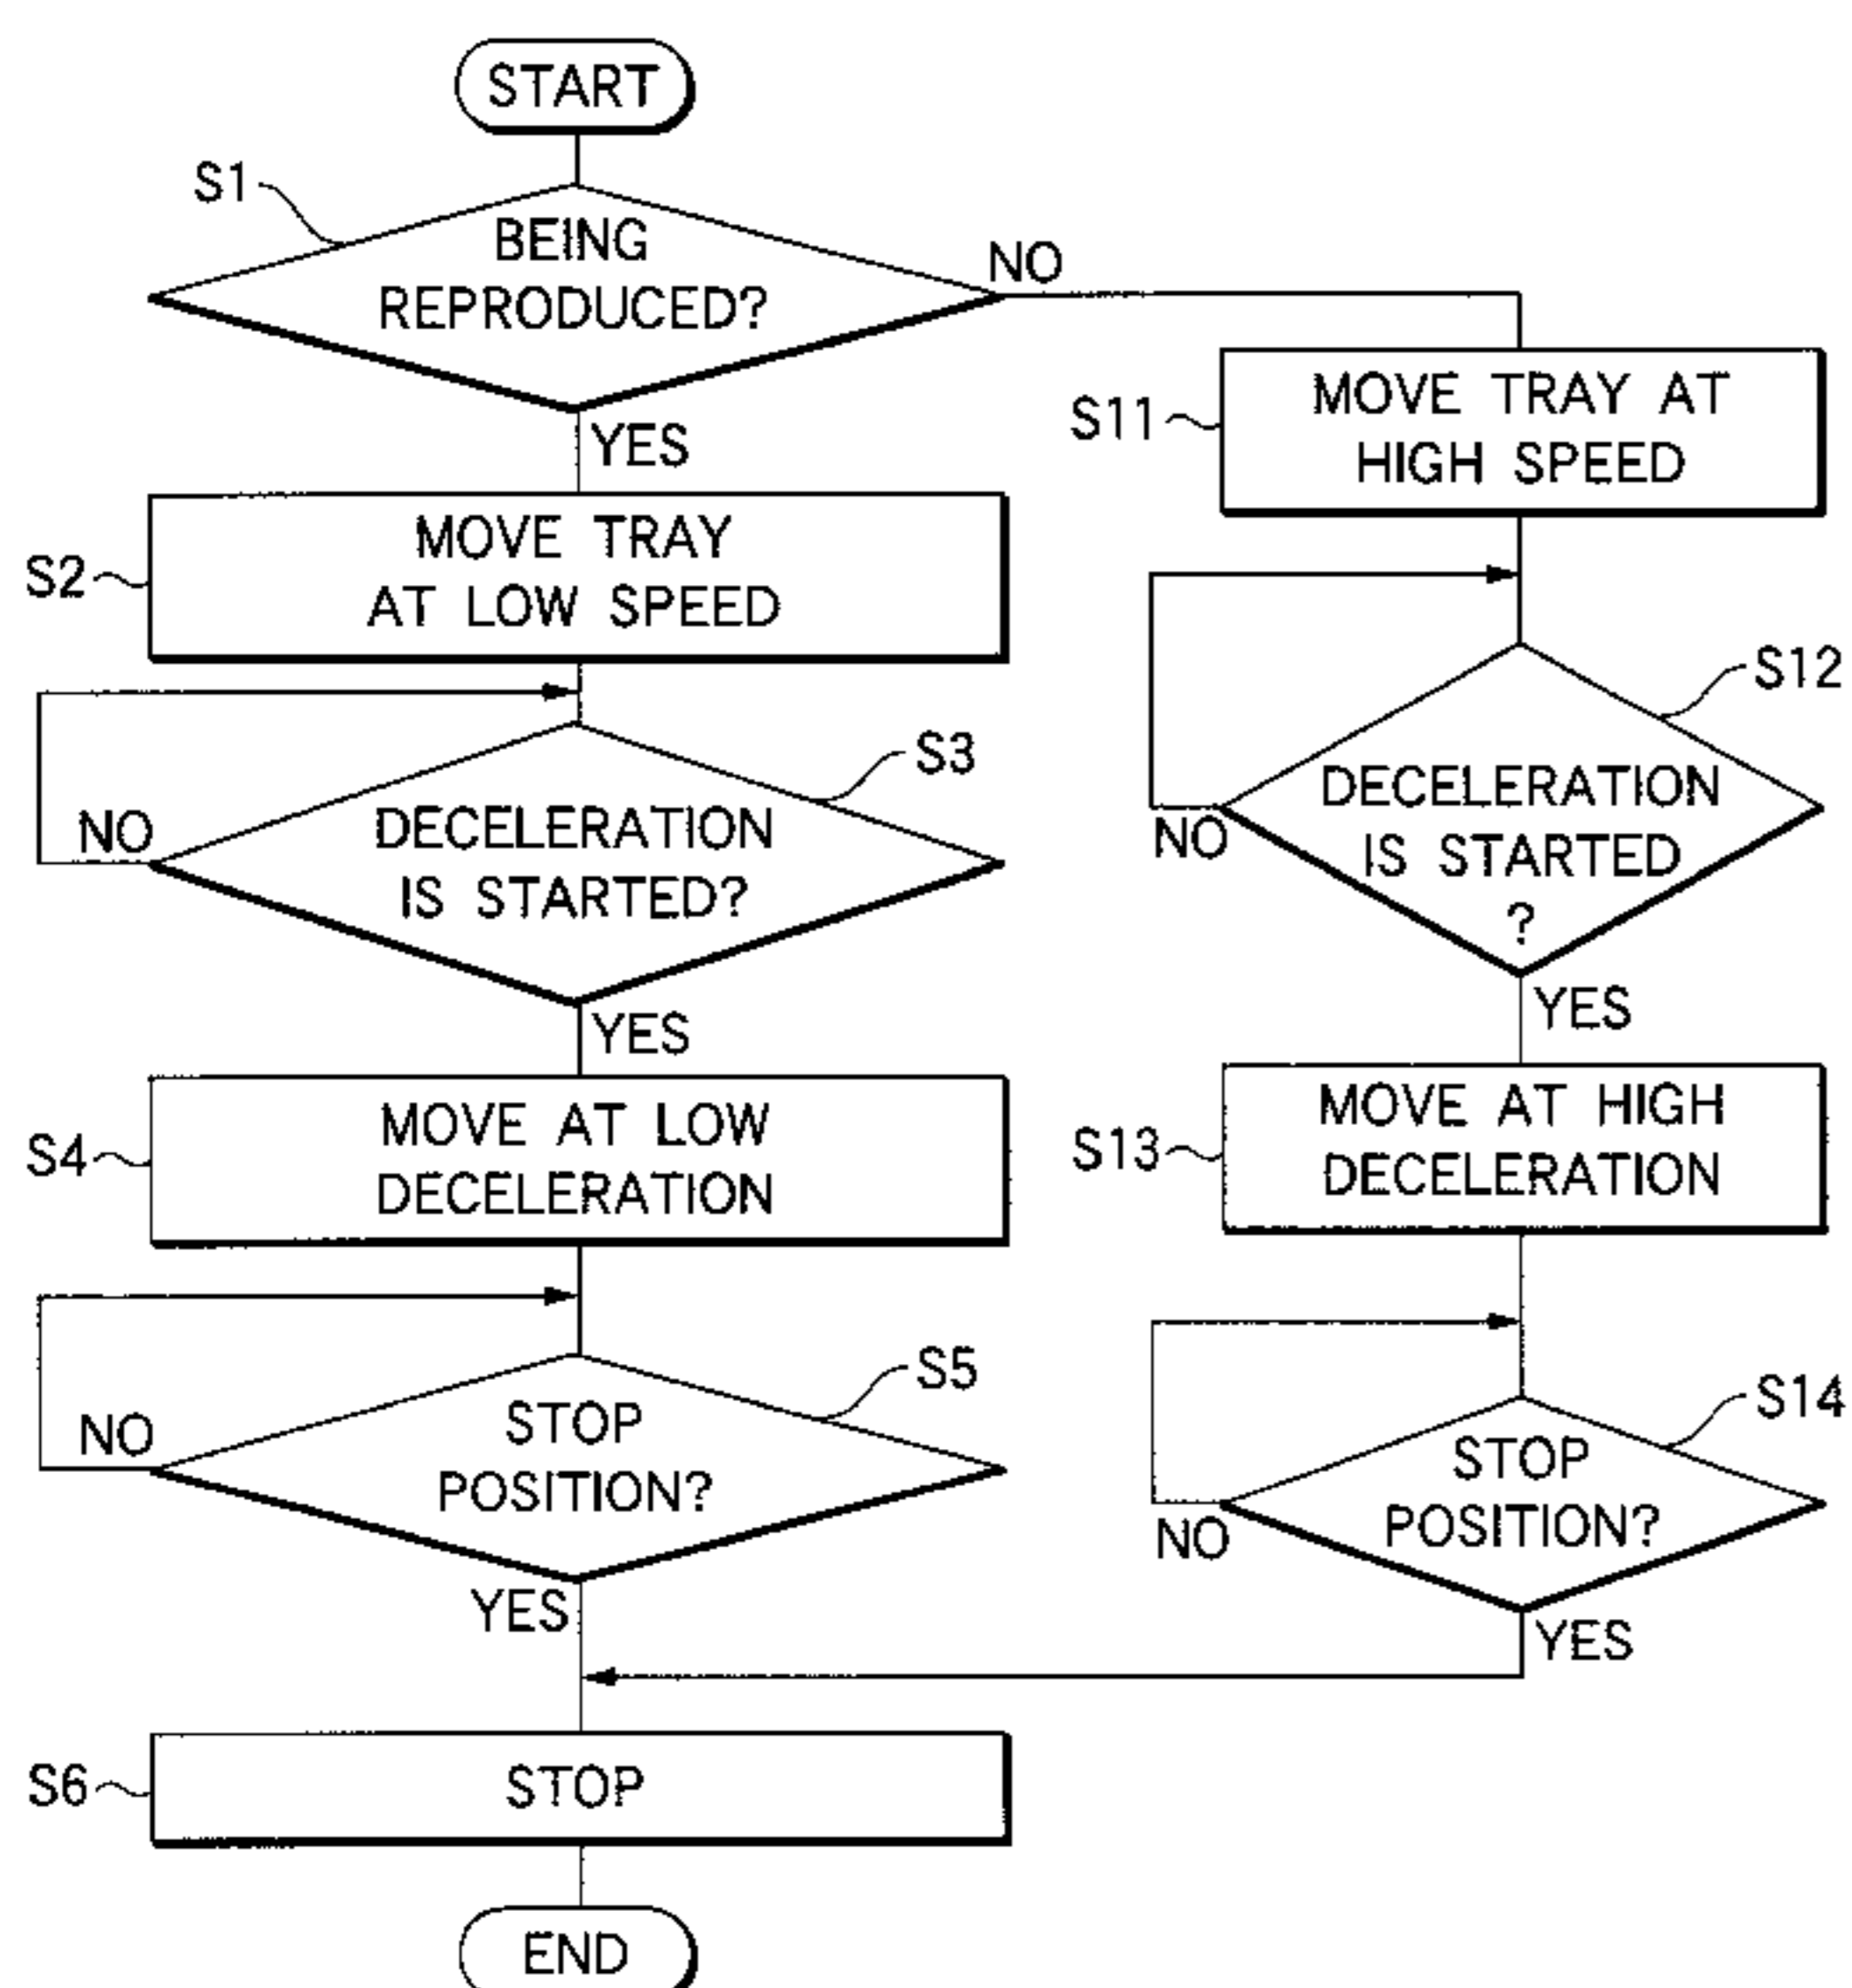 START
S1
BEING
REPRODUCED?
NO
YES
S2
MOVE TRAY
AT LOW SPEED
S3
DECELERATION
IS STARTED?
NO
YES
S4
MOVE AT LOW
DECELERATION
S5
STOP
POSITION?
NO
YES
S6
STOP
END
S11
MOVE TRAY AT
HIGH SPEED
S12
DECELERATION
IS STARTED
?
NO
YES
S13
MOVE AT HIGH
DECELERATION
S14
STOP
POSITION?
NO
YES